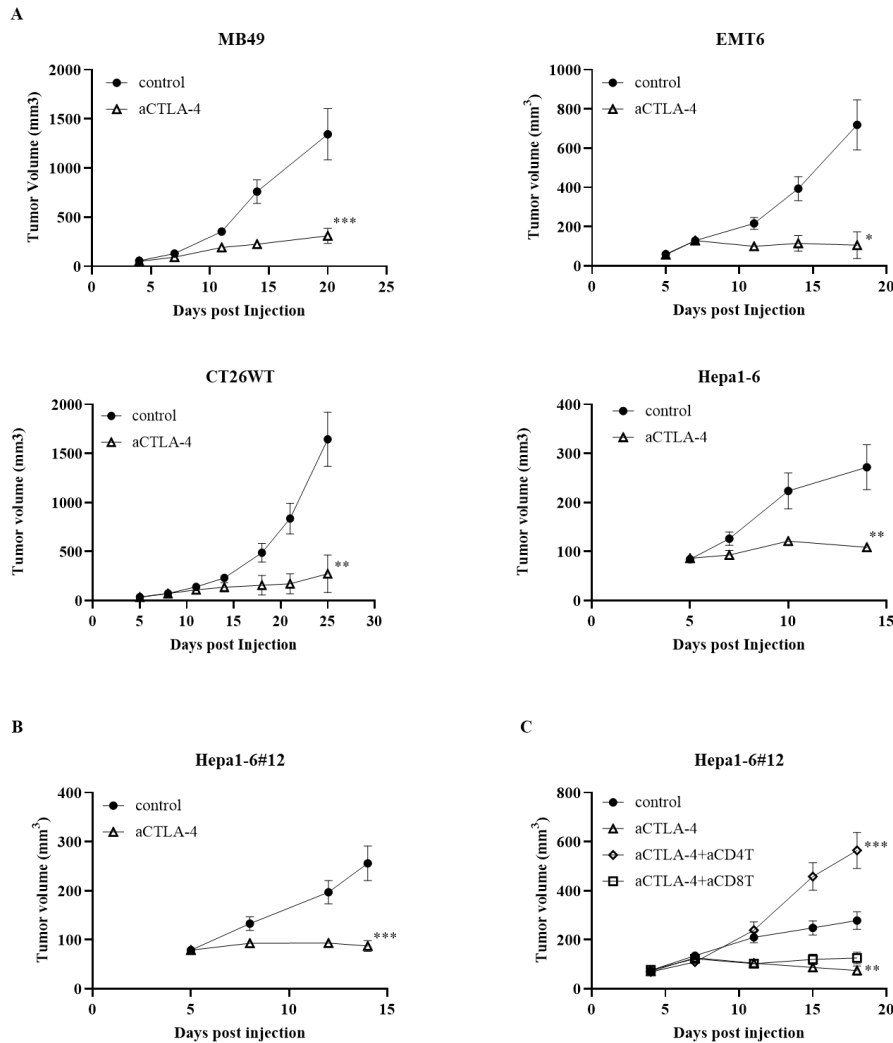 A
MB49
Tumor Volume (mm3)
2000
1500
1000
500
0
control
aCTLA-4
***
0 5 10 15 20 25
Days post Injection
EMT6
Tumor volume (mm³)
1000
800
600
400
200
0
control
aCTLA-4
*
0 5 10 15 20
Days post Injection
CT26WT
Tumor volume (mm3)
2000
1500
1000
500
0
control
aCTLA-4
**
0 5 10 15 20 25 30
Days post Injection
Hepa1-6
Tumor volume (mm3)
400
300
200
100
0
control
aCTLA-4
**
0 5 10 15
Days post Injection
B
Hepa1-6#12
Tumor volume (mm³)
400
300
200
100
0
control
aCTLA-4
***
0 5 10 15
Days post injection
C
Hepa1-6#12
Tumor volume (mm³)
800
600
400
200
0
control
aCTLA-4
aCTLA-4+aCD4T
aCTLA-4+aCD8T
***
**
0 5 10 15 20
Days post injection